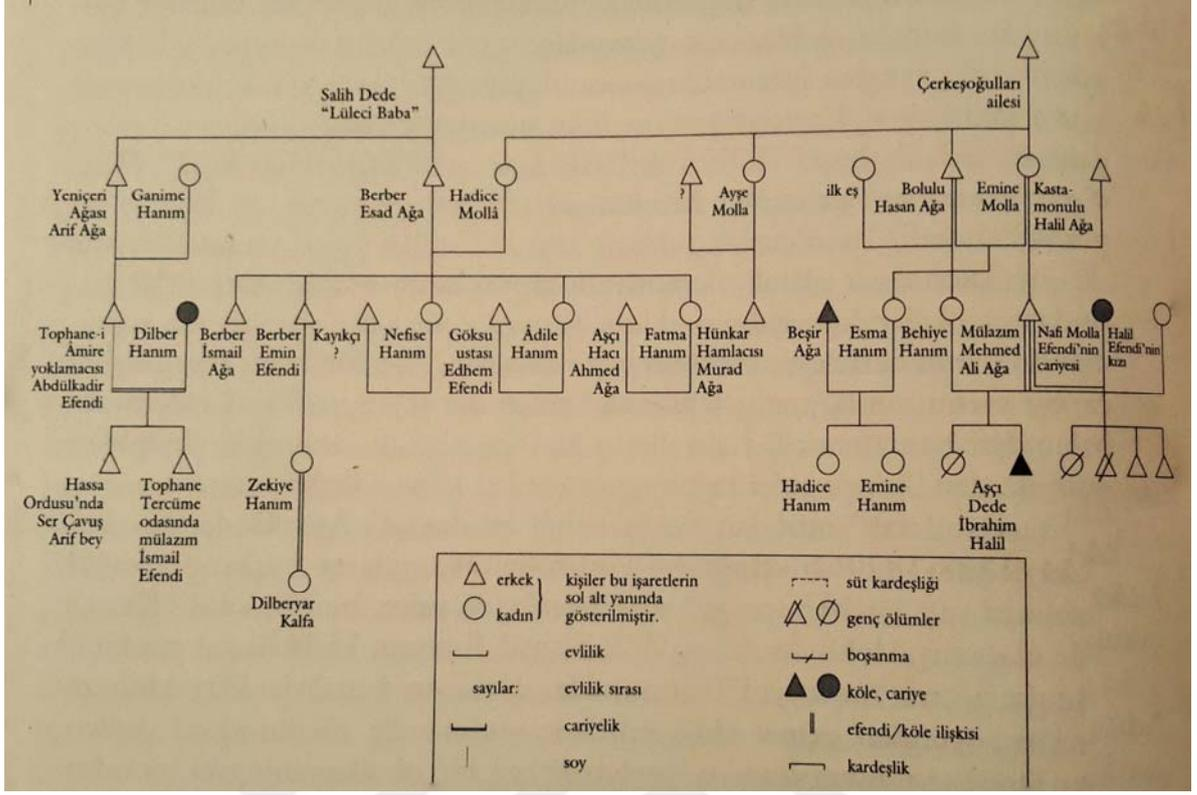 Salih Dede
"Lüleci Baba"
Çerkeşoğulları
ailesi
Yeniçeri
Ağası
Arif Ağa
Ganime
Hanım
Berber
Esad Ağa
Hadice
Mollâ
?
Ayşe
Molla
ilk eş
Bolulu
Hasan Ağa
Emine
Molla
Kasta-
monulu
Halil Ağa
Tophane-i
Âmire
yoklamacısı
Abdülkadir
Efendi
Dilber
Hanım
Berber
İsmail
Ağa
Berber
Emin
Efendi
Kayıkçı
?
Nefise
Hanım
Göksu
ustası
Edhem
Efendi
Âdile
Hanım
Aşçı
Hacı
Ahmed
Ağa
Fatma
Hanım
Hünkar
Hamlacısı
Murad
Ağa
Beşir
Ağa
Esma
Hanım
Behiye
Hanım
Mülazım
Mehmed
Ali Ağa
Nafi Molla
Efendi'nin
cariyesi
Halil
Efendi'nin
kızı
Hassa
Ordusu'nda
Ser Çavuş
Arif bey
Tophane
Tercüme
odasında
mülazım
İsmail
Efendi
Zekiye
Hanım
Hadice
Hanım
Emine
Hanım
Aşçı
Dede
İbrahim
Halil
Dilberyar
Kalfa
erkek
kadın
kişiler bu işaretlerin
sol alt yanında
gösterilmiştir.
evlilik
sayılar: evlilik sırası
cariyelik
soy
süt kardeşliği
genç ölümler
boşanma
köle, cariye
efendi/köle ilişkisi
kardeşlik